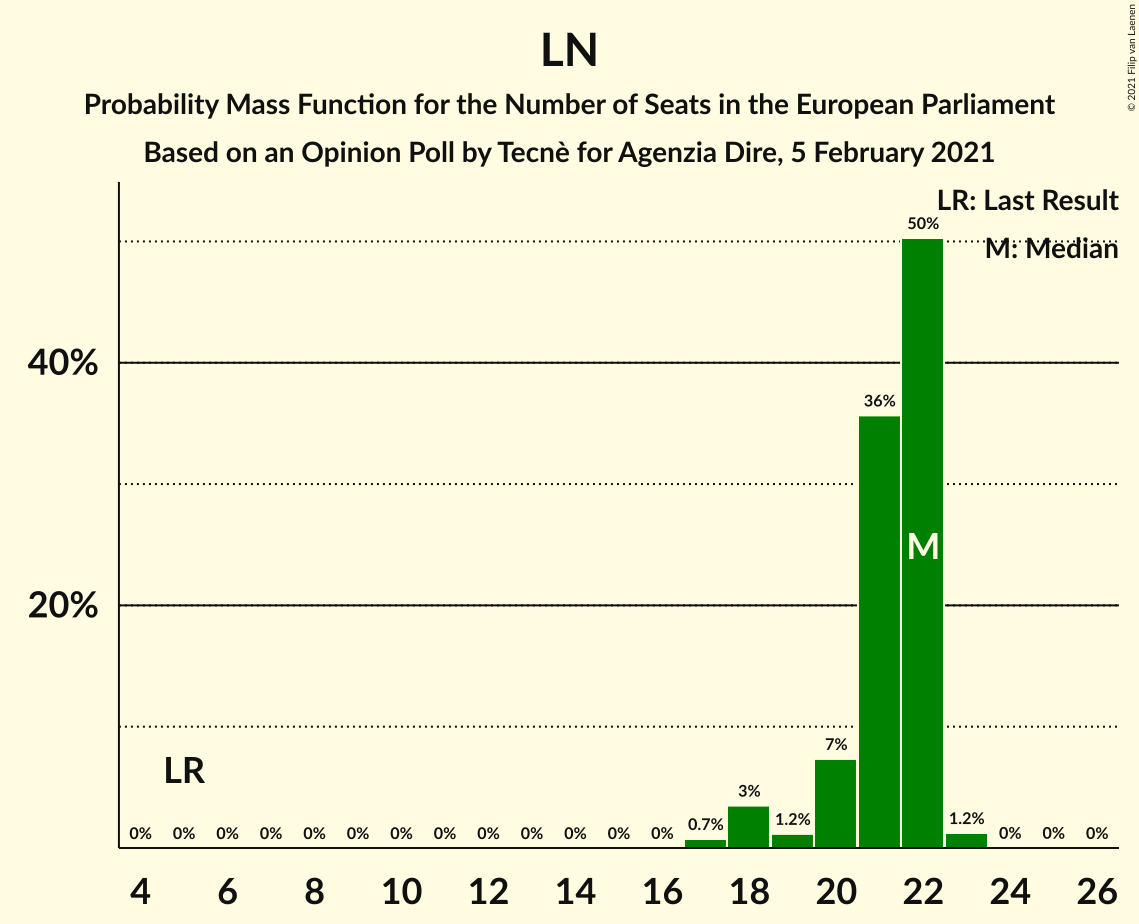 LN
Probability Mass Function for the Number of Seats in the European Parliament
Based on an Opinion Poll by Tecnè for Agenzia Dire, 5 February 2021
© 2021 Filip van Laenen
LR: Last Result
M: Median
50%
40%
36%
M
20%
LR
7%
3%
0% 0% 0% 0% 0% 0% 0% 0% 0% 0% 0% 0% 0% 0.7% 1.2% 1.2% 0% 0% 0%
4 6 8 10 12 14 16 18 20 22 24 26